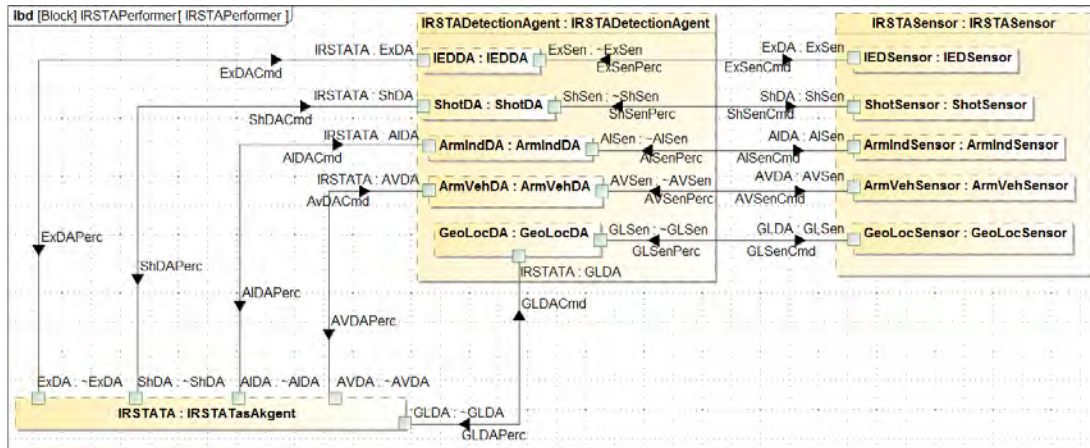 ibd [Block] IRSTAPerformer[ IRSTAPerformer ]
IRSTADetectionAgent : IRSTADetectionAgent
IRSTASensor : IRSTASensor
IRSTATA : ExDA
ExDACmd
IEDDA : IEDDA
ExSen : ~ExSen
ExSenPerc
ExDA : ExSen
ExSenCmd
IEDSensor : IEDSensor
IRSTATA : ShDA
ShDACmd
ShotDA : ShotDA
ShSen : ~ShSen
ShSenPerc
ShDA : ShSen
ShSenCmd
ShotSensor : ShotSensor
IRSTATA : AIDA
AIDACmd
ArmIndDA : ArmIndDA
AISen : ~AISen
AISenPerc
AIDA : AISen
AISenCmd
ArmIndSensor : ArmIndSensor
IRSTATA : AVDA
AvDACmd
ArmVehDA : ArmVehDA
AVSen : ~AVSen
AVSenPerc
AVDA : AVSen
AVSenCmd
ArmVehSensor : ArmVehSensor
GeoLocDA : GeoLocDA
GLSen : ~GLSen
GLSenPerc
GLDA : GLSen
GLSenCmd
GeoLocSensor : GeoLocSensor
IRSTATA : GLDA
ExDAPerc
ShDAPerc
AIDAPerc
AVDAPerc
GLDACmd
ExDA : ~ExDA
ShDA : ~ShDA
AIDA : ~AIDA
AVDA : ~AVDA
IRSTATA : IRSTATasAkgent
GLDA : ~GLDA
GLDAPerc